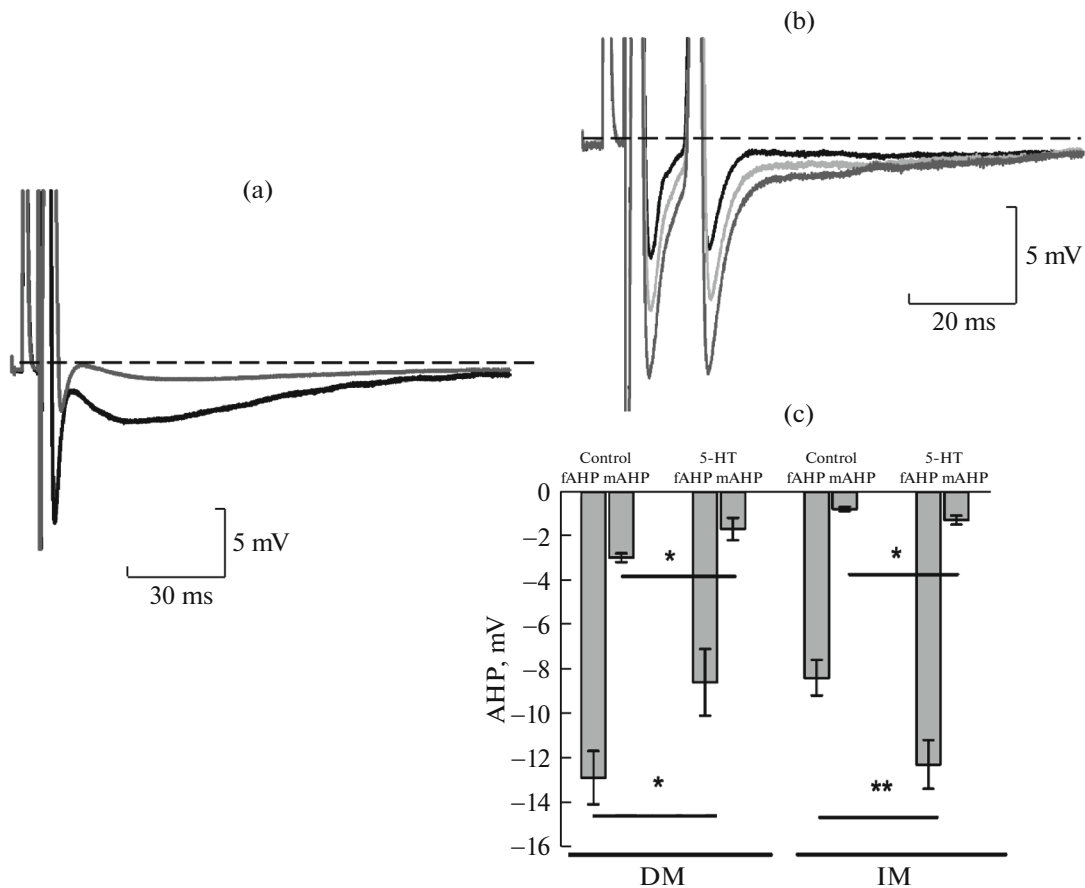 (a)
5 mV
30 ms
(b)
5 mV
20 ms
(c)
Control 5-HT Control 5-HT
fAHP mAHP fAHP mAHP fAHP mAHP fAHP mAHP
0
–2
–4
–6
–8
–10
–12
–14
–16
AHP, mV
* *
* **
DM IM